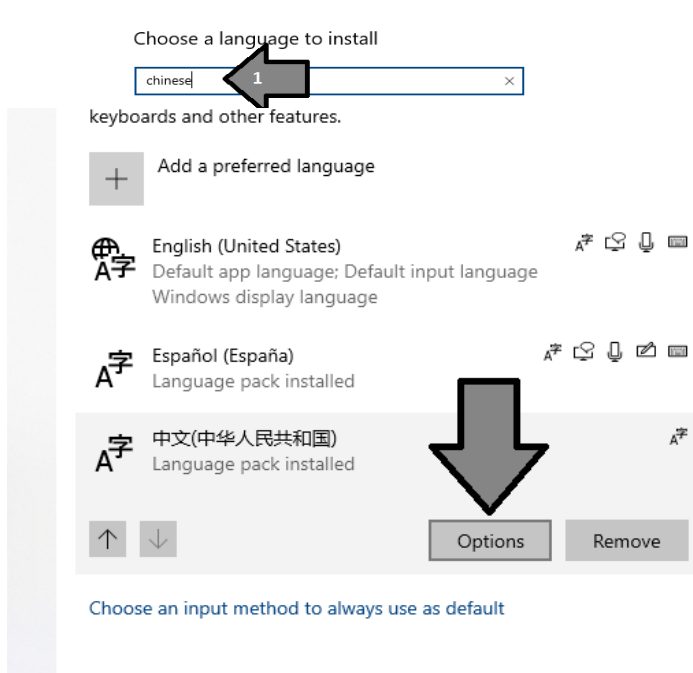 Choose a language to install
chinese
1
keyboards and other features.
Add a preferred language
English (United States)
Default app language; Default input language
Windows display language
Español (España)
Language pack installed
中文(中华人民共和国)
Language pack installed
Options
Remove
Choose an input method to always use as default